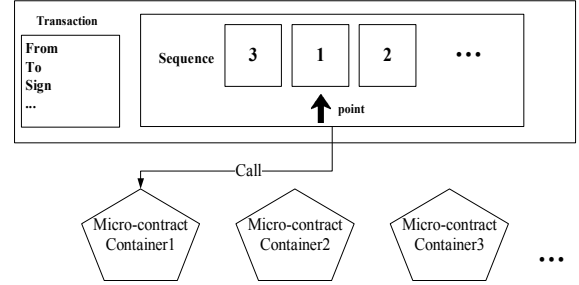 Transaction
From
To
Sign
...
Sequence
3
1
2
...
point
Call
Micro-contract
Container1
Micro-contract
Container2
Micro-contract
Container3
...